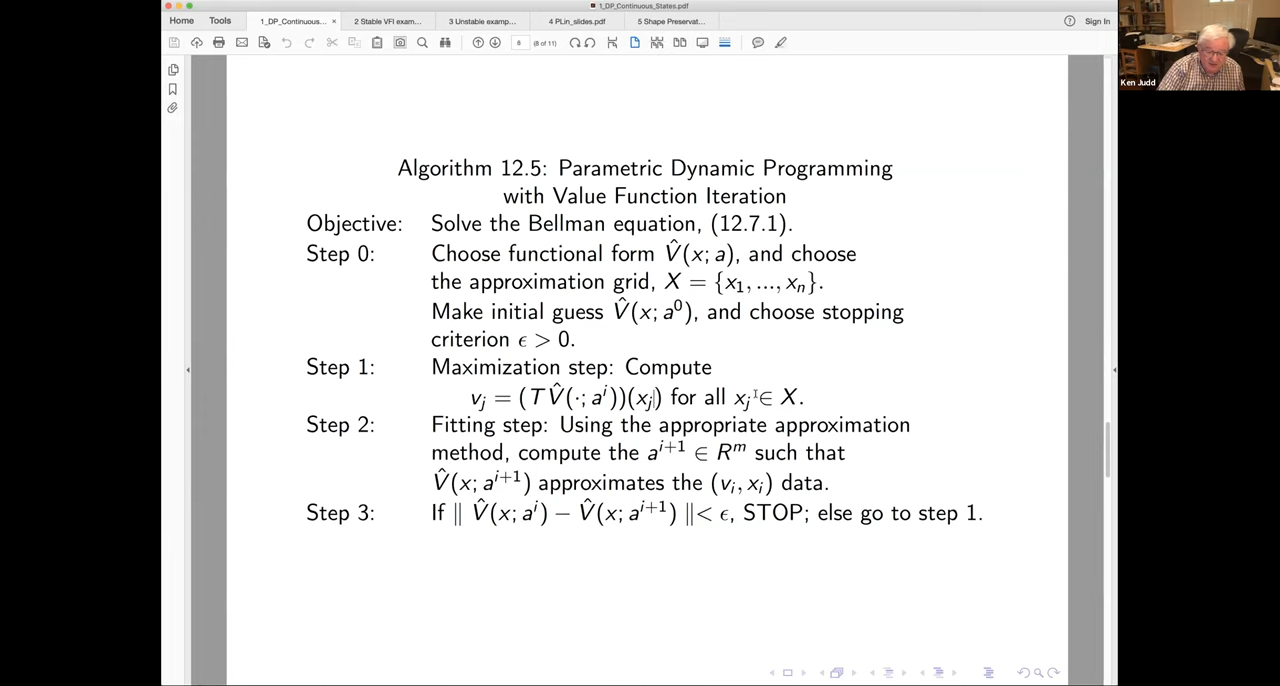 1_DP_Continuous_States.pdf
Home Tools 1_DP_Continuous... × 2 Stable VFI exam... 3 Unstable examp... 4 PLin_slides.pdf 5 Shape Preservat... Sign In
8 (8 of 11)
Ken Judd
Algorithm 12.5: Parametric Dynamic Programming
with Value Function Iteration
Objective: Solve the Bellman equation, (12.7.1).
Step 0: Choose functional form V̂(x; a), and choose
the approximation grid, X = {x₁, ..., xₙ}.
Make initial guess V̂(x; a⁰), and choose stopping
criterion ϵ > 0.
Step 1: Maximization step: Compute
vⱼ = (T V̂(·; aⁱ))(xⱼ) for all xⱼ ∈ X.
Step 2: Fitting step: Using the appropriate approximation
method, compute the aⁱ⁺¹ ∈ Rᵐ such that
V̂(x; aⁱ⁺¹) approximates the (vᵢ, xᵢ) data.
Step 3: If ‖ V̂(x; aⁱ) − V̂(x; aⁱ⁺¹) ‖< ϵ, STOP; else go to step 1.